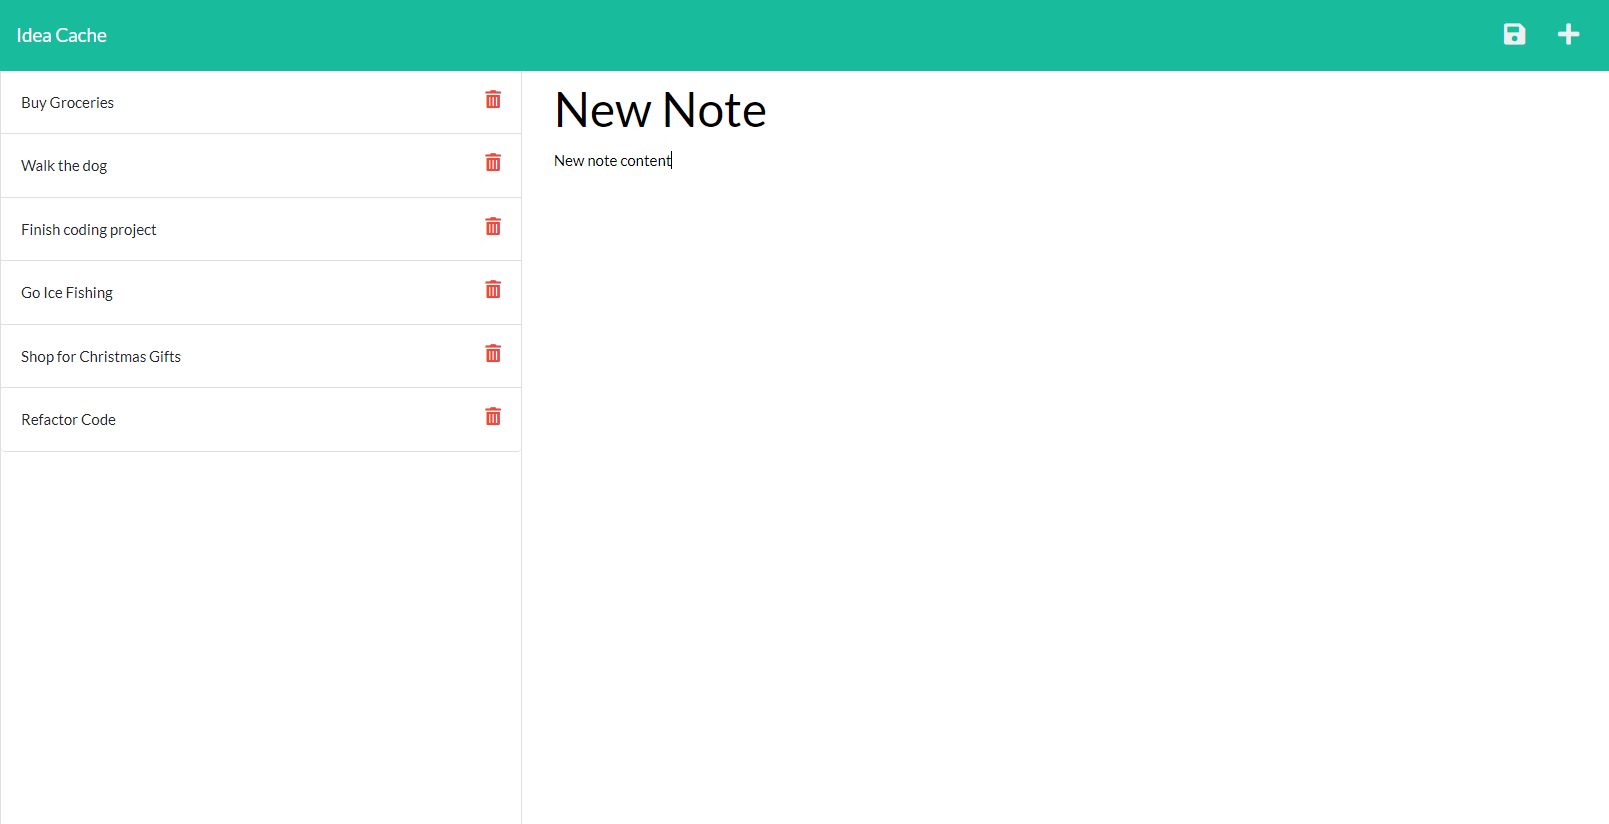 Idea Cache
Buy Groceries
Walk the dog
Finish coding project
Go Ice Fishing
Shop for Christmas Gifts
Refactor Code
New Note
New note content